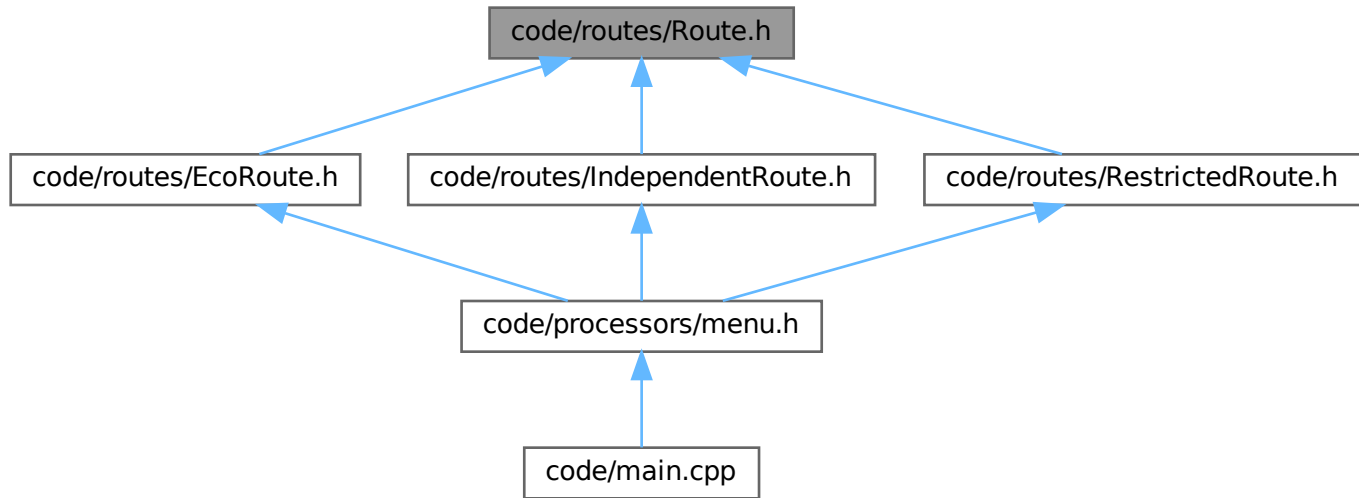 code/routes/Route.h
code/routes/EcoRoute.h
code/routes/IndependentRoute.h
code/routes/RestrictedRoute.h
code/processors/menu.h
code/main.cpp